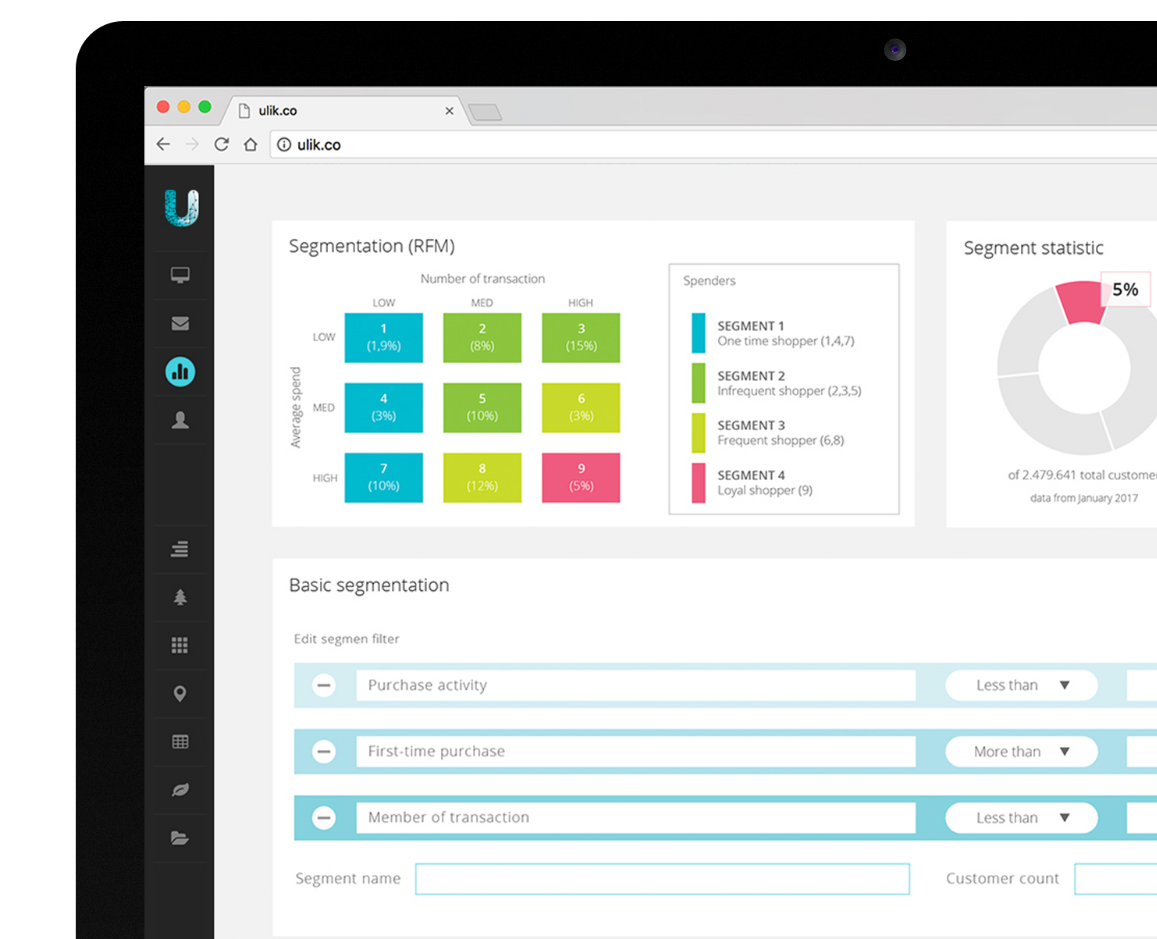 ulik.co
ulik.co
Segmentation (RFM)
Number of transaction
LOW MED HIGH
Average spend
LOW
1 2 3
(1,9%) (8%) (15%)
MED
4 5 6
(3%) (10%) (3%)
HIGH
7 8 9
(10%) (12%) (5%)
Spenders
SEGMENT 1
One time shopper (1,4,7)
SEGMENT 2
Infrequent shopper (2,3,5)
SEGMENT 3
Frequent shopper (6,8)
SEGMENT 4
Loyal shopper (9)
Segment statistic
5%
of 2.479.641 total custome
data from January 2017
Basic segmentation
Edit segmen filter
Purchase activity Less than
First-time purchase More than
Member of transaction Less than
Segment name Customer count